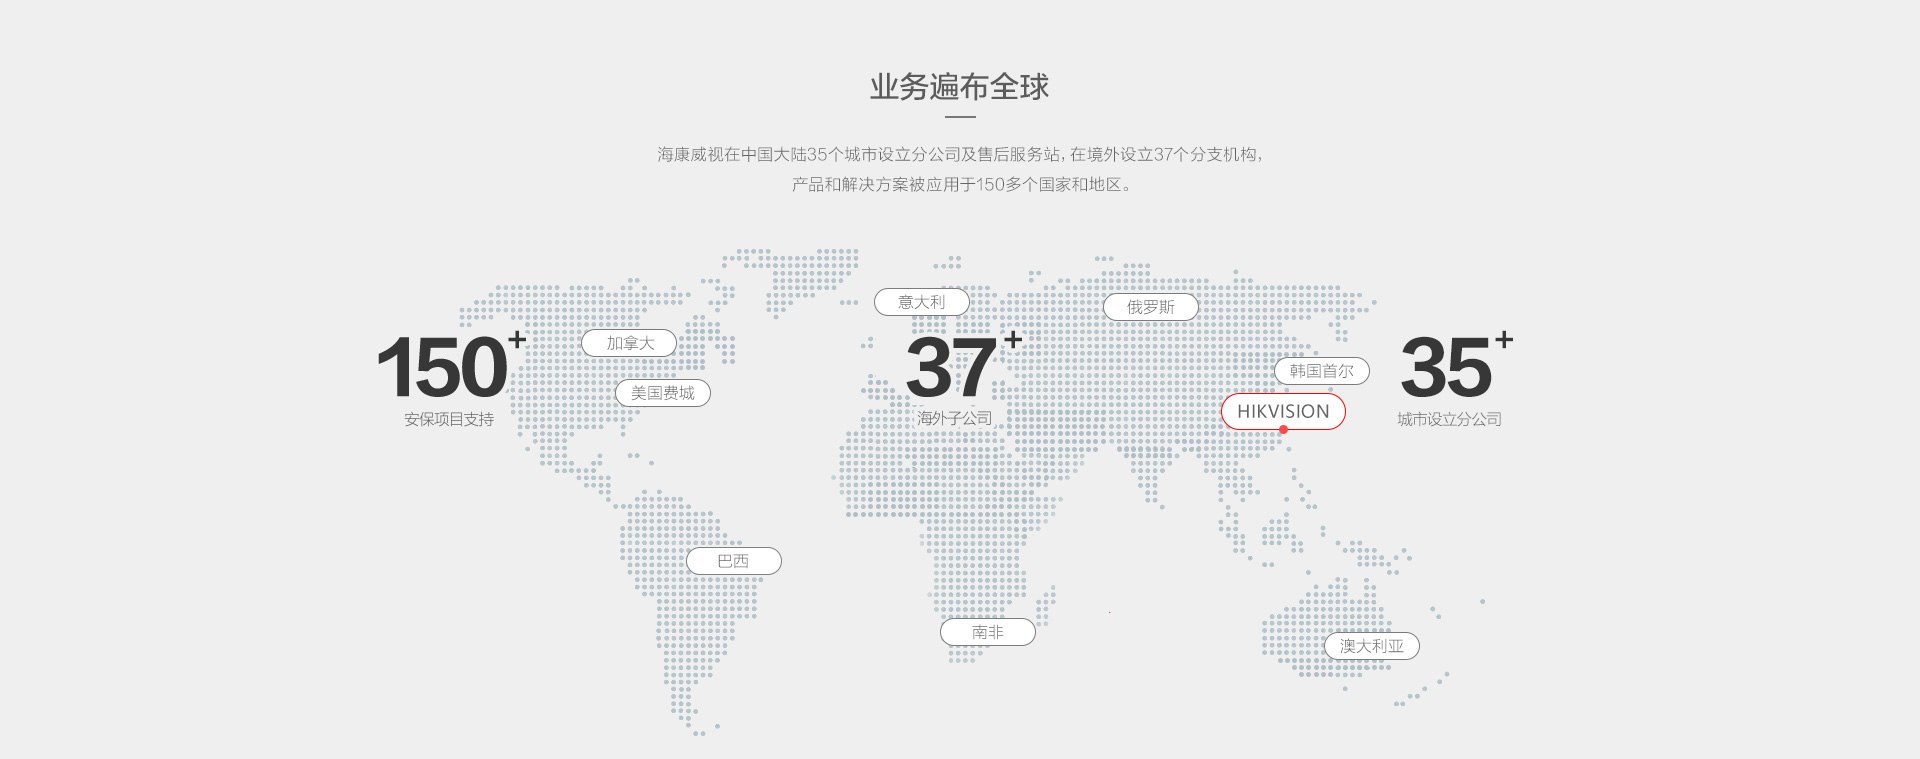 业务遍布全球
海康威视在中国大陆35个城市设立分公司及售后服务站, 在境外设立37个分支机构,
产品和解决方案被应用于150多个国家和地区。
意大利
俄罗斯
加拿大
150+
37+
35+
韩国首尔
美国费城
HIKVISION
安保项目支持
海外子公司
城市设立分公司
巴西
南非
澳大利亚